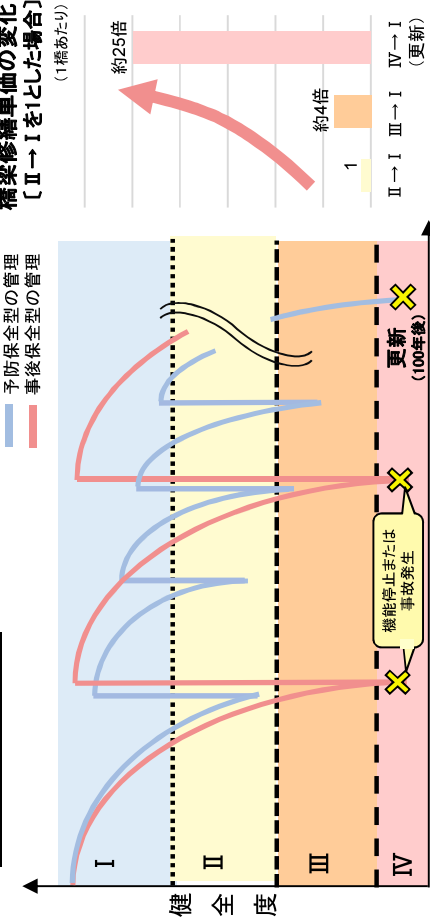 予防保全型の管理
事後保全型の管理
健全度
Ⅰ
Ⅱ
Ⅲ
Ⅳ
機能停止または
事故発生
更新
(100年後)
橋梁修繕単価の変化
〔Ⅱ→Ⅰを1とした場合〕
(1橋あたり)
1
約4倍
約25倍
Ⅱ→Ⅰ
Ⅲ→Ⅰ
Ⅳ→Ⅰ
(更新)